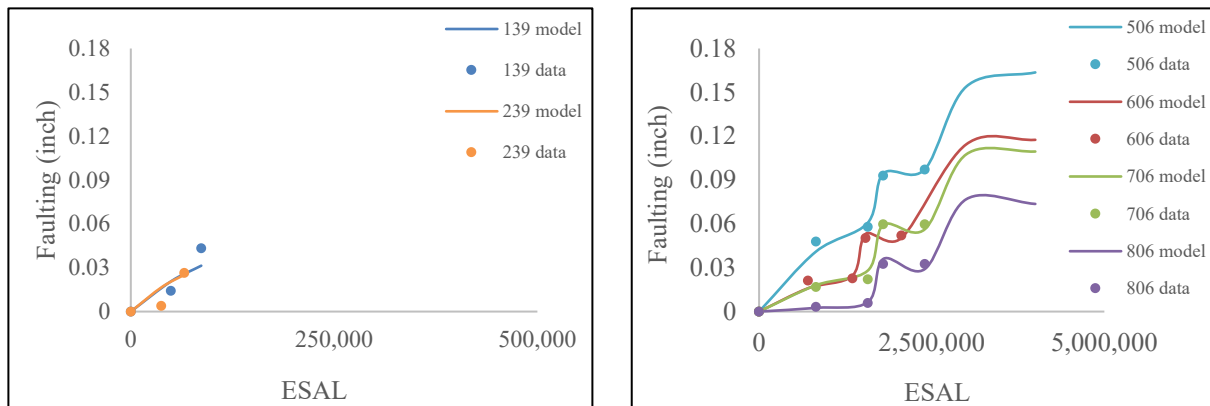 0.18
0.15
0.12
0.09
0.06
0.03
0
Faulting (inch)
0
250,000
500,000
ESAL
139 model
139 data
239 model
239 data
0.18
0.15
0.12
0.09
0.06
0.03
0
Faulting (inch)
0
2,500,000
5,000,000
ESAL
506 model
506 data
606 model
606 data
706 model
706 data
806 model
806 data